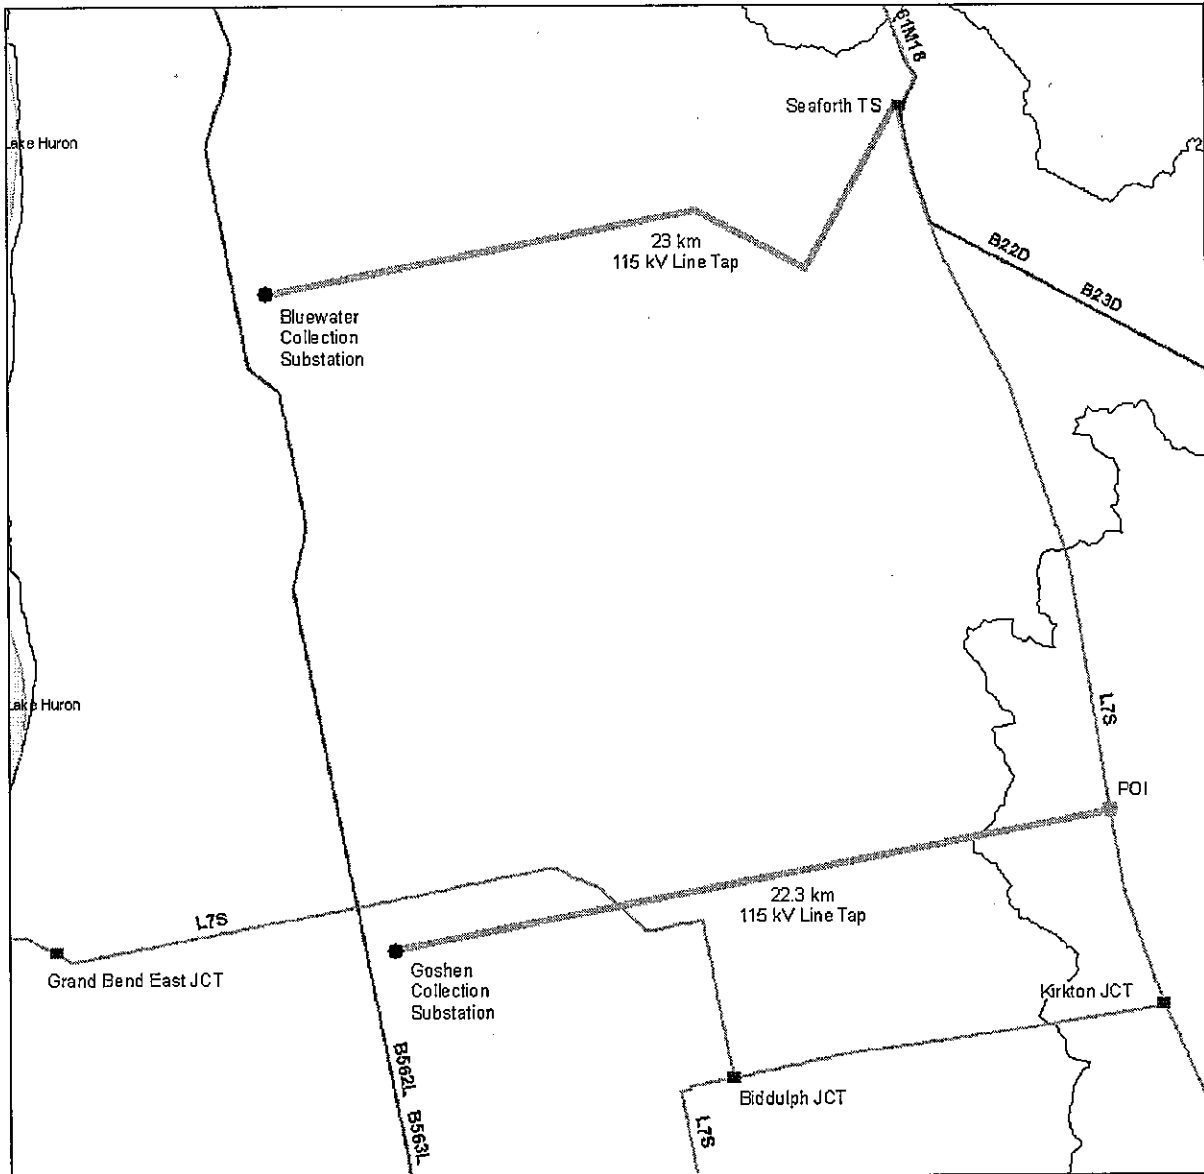 61M18
Seaforth TS
Lake Huron
B22D
23 km
115 kV Line Tap
B23D
Bluewater
Collection
Substation
Lake Huron
L7S
POI
22.3 km
115 kV Line Tap
L7S
Grand Bend East JCT
Goshen
Collection
Substation
Kirkton JCT
B562L
B563L
Biddulph JCT
L7S